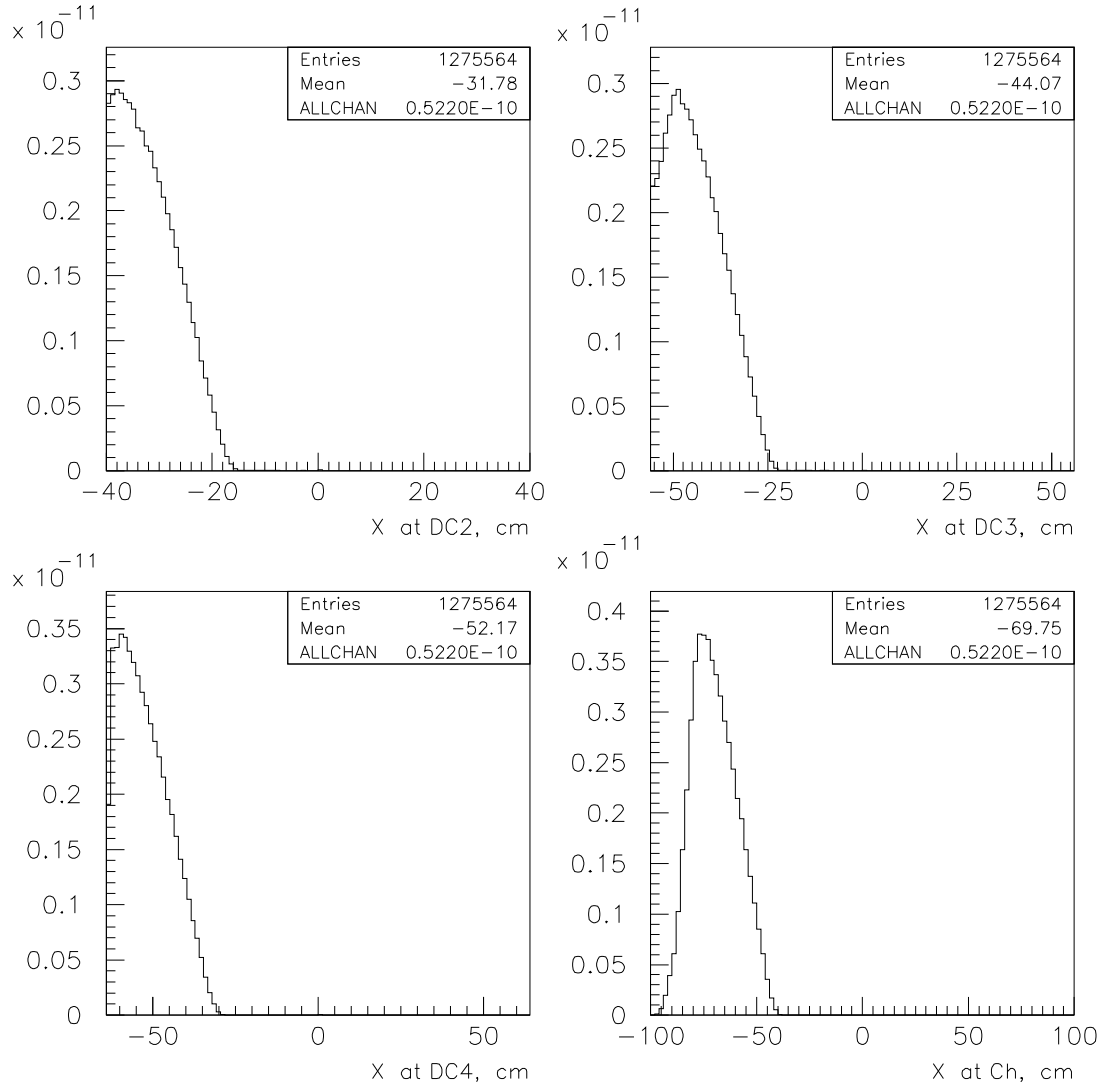 x 10^-11
Entries 1275564
Mean -31.78
ALLCHAN 0.5220E-10
0.3
0.25
0.2
0.15
0.1
0.05
0
-40 -20 0 20 40
X at DC2, cm
x 10^-11
Entries 1275564
Mean -44.07
ALLCHAN 0.5220E-10
0.3
0.25
0.2
0.15
0.1
0.05
0
-50 -25 0 25 50
X at DC3, cm
x 10^-11
Entries 1275564
Mean -52.17
ALLCHAN 0.5220E-10
0.35
0.3
0.25
0.2
0.15
0.1
0.05
0
-50 0 50
X at DC4, cm
x 10^-11
Entries 1275564
Mean -69.75
ALLCHAN 0.5220E-10
0.4
0.35
0.3
0.25
0.2
0.15
0.1
0.05
0
-100 -50 0 50 100
X at Ch, cm